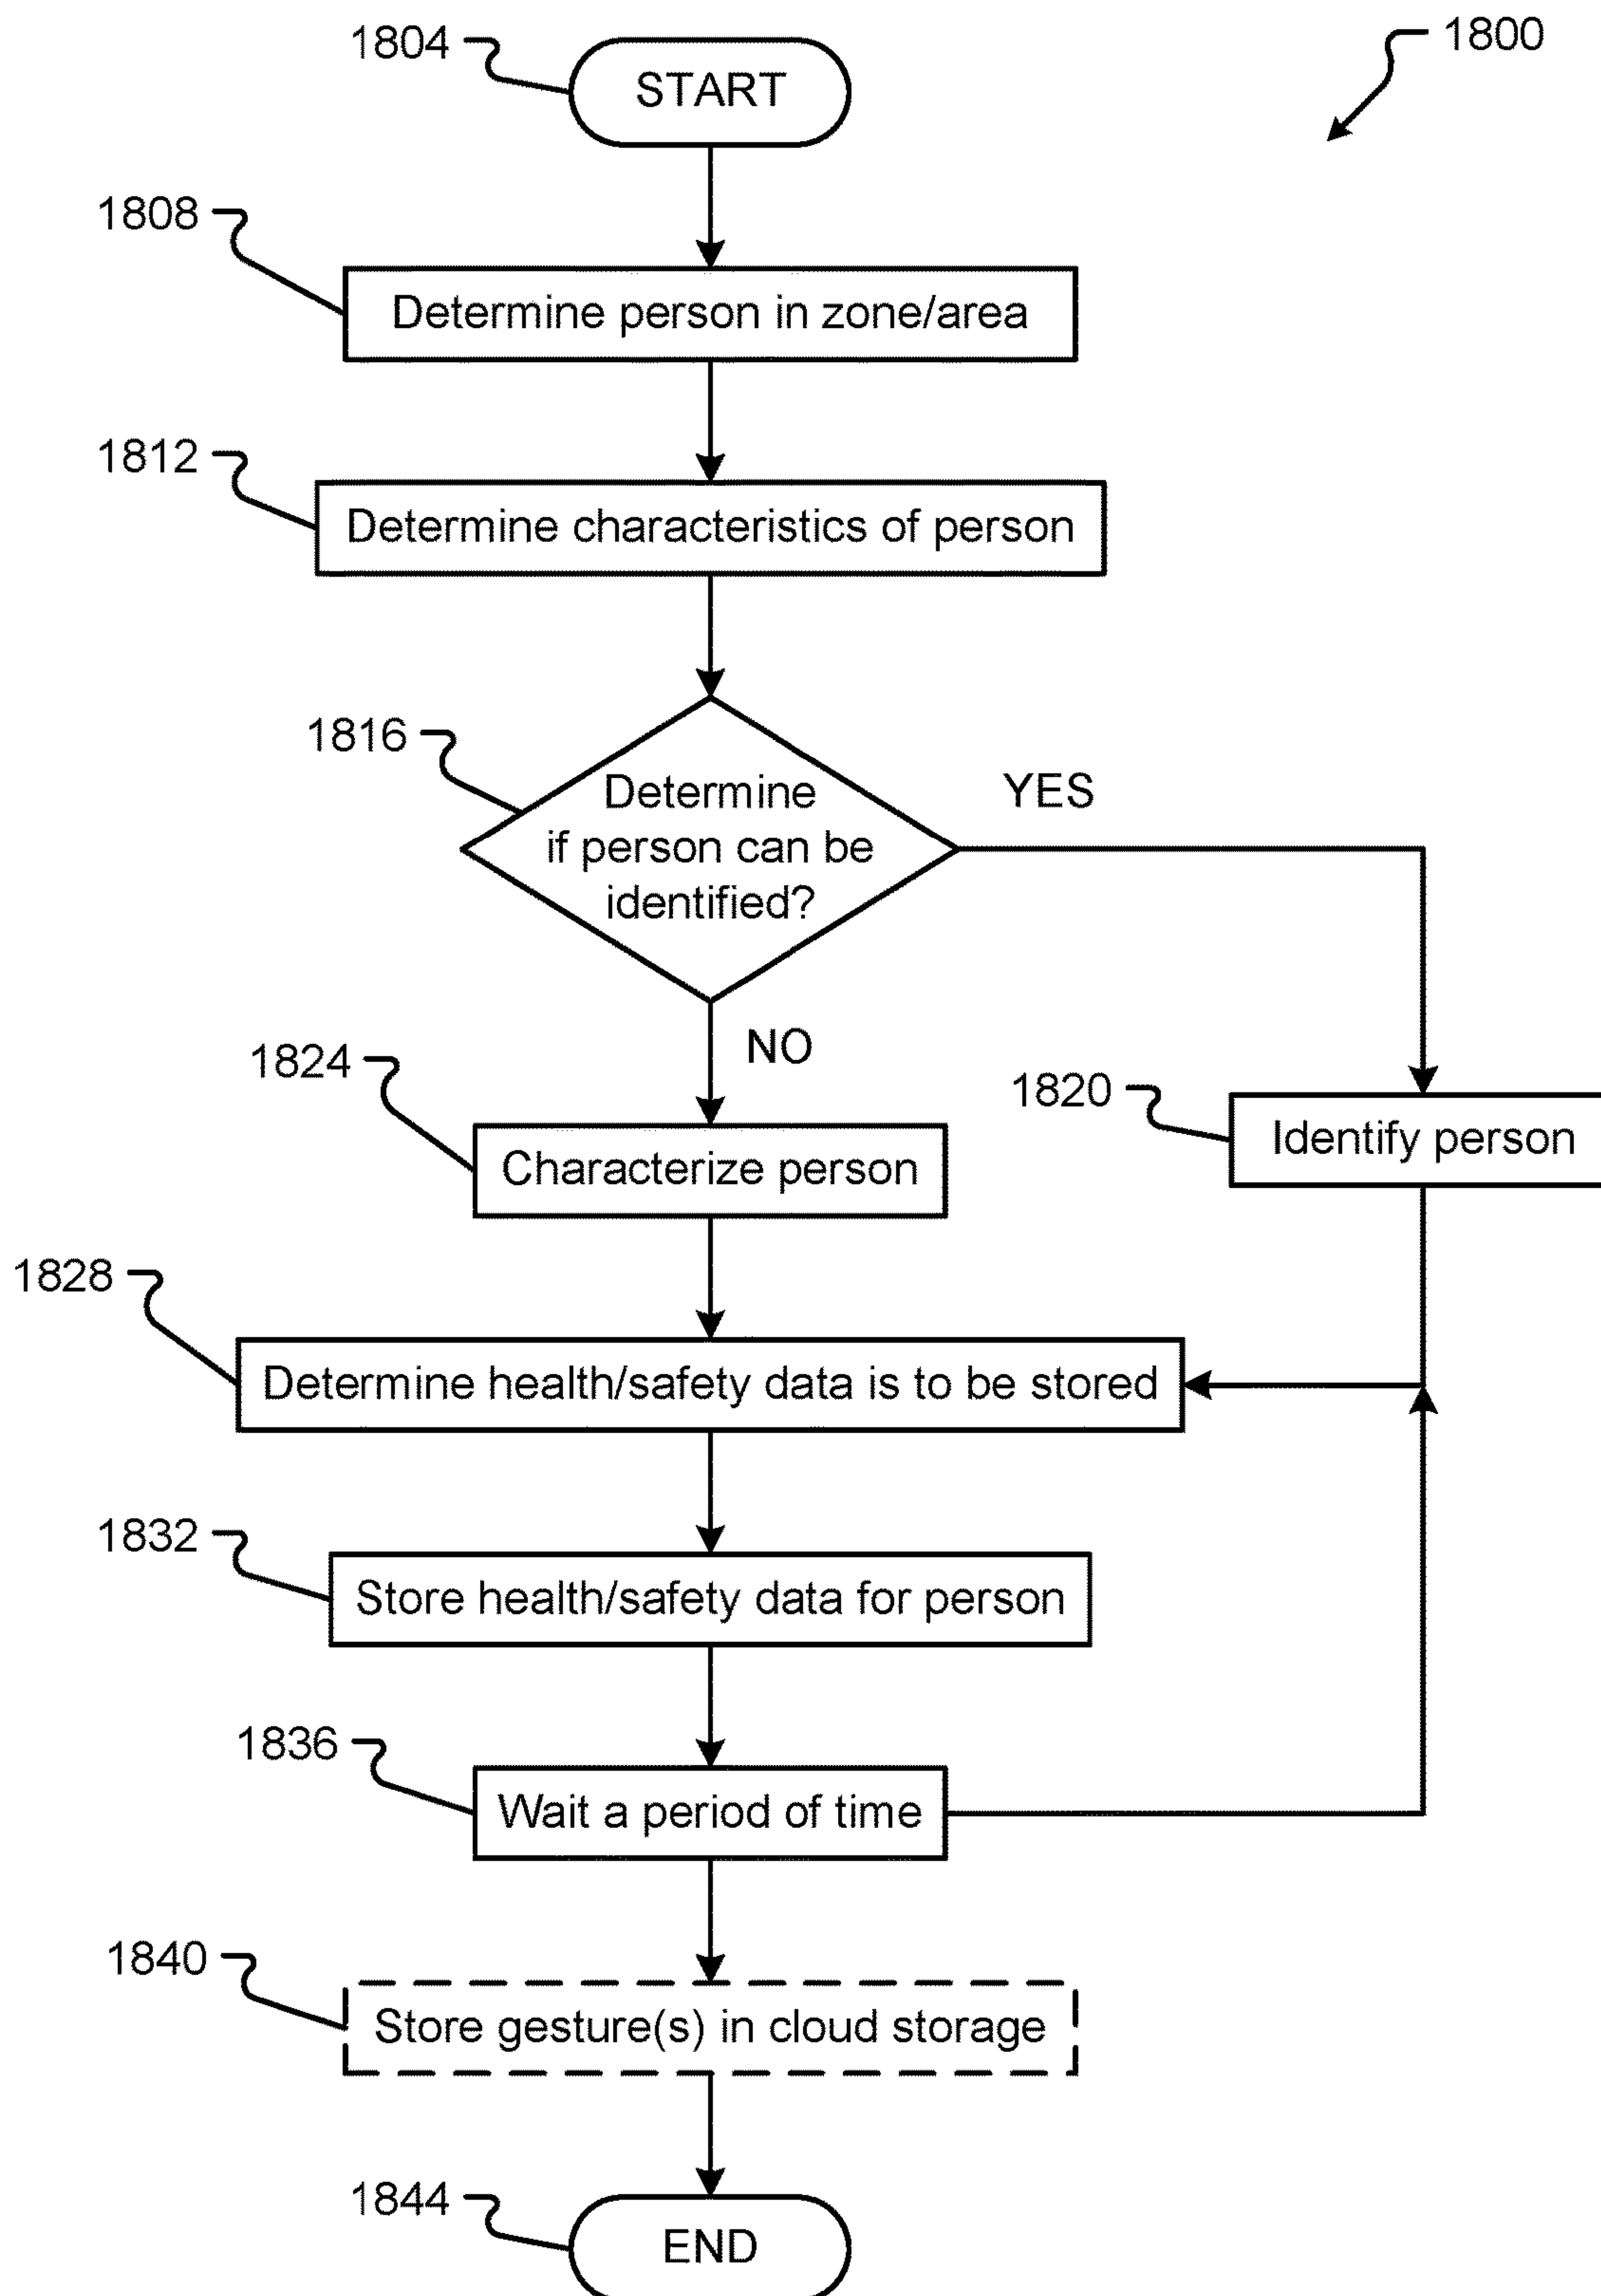 1800
1804
START
1808
Determine person in zone/area
1812
Determine characteristics of person
1816
Determine
if person can be
identified?
YES
NO
1824
Characterize person
1820
Identify person
1828
Determine health/safety data is to be stored
1832
Store health/safety data for person
1836
Wait a period of time
1840
Store gesture(s) in cloud storage
1844
END